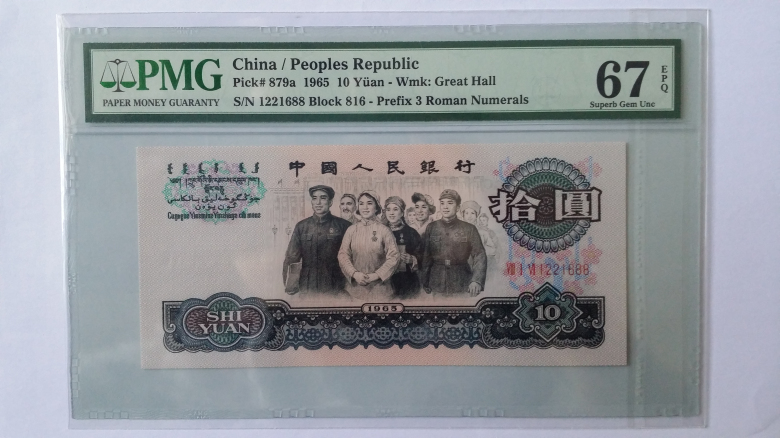 PMG
PAPER MONEY GUARANTY
China / Peoples Republic
Pick# 879a 1965 10 Yüan - Wmk: Great Hall
S/N 1221688 Block 816 - Prefix 3 Roman Numerals
67 EPQ
Superb Gem Unc
中國人民銀行
拾圓
Ⅷ Ⅰ Ⅵ 1221688
1965
SHI
YUAN
10